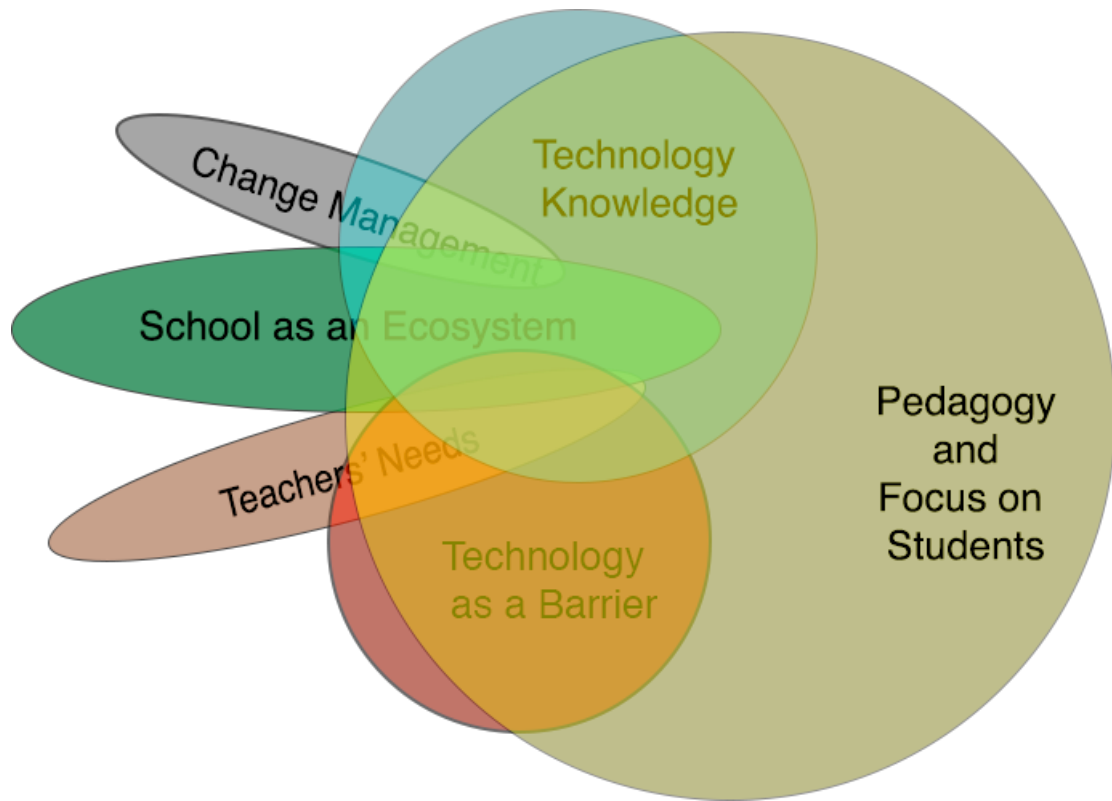 Technology
Knowledge
Change Management
School as an Ecosystem
Teachers' Needs
Technology
as a Barrier
Pedagogy
and
Focus on
Students